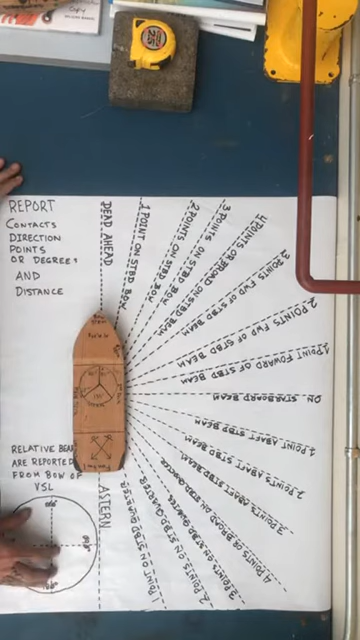 Copy
REPORT
CONTACTS
DIRECTION
POINTS
OR DEGREES
AND
DISTANCE
DEAD AHEAD
1 POINT ON STBD BOW
2 POINTS ON STBD BOW
3 POINTS ON STBD BOW
4 POINTS OR BROAD ON STBD BOW
3 POINTS FWD OF STBD BEAM
2 POINTS FWD OF STBD BEAM
1 POINT FOWARD OF STBD BEAM
ON STARBOARD BEAM
1 POINT ABAFT STBD BEAM
2 POINTS ABAFT STBD BEAM
3 POINTS ABAFT STBD BEAM
4 POINTS OR BROAD ON STBD QUARTER
3 POINTS ON STBD QUARTER
2 POINTS ON STBD QUARTER
1 POINT ON STBD QUARTER
ASTERN
RELATIVE BEAR
ARE REPORTED
FROM BOW OF
VSL